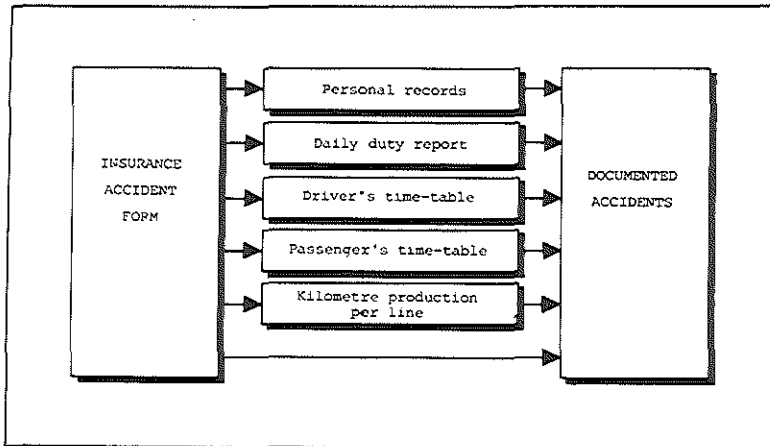 INSURANCE
ACCIDENT
FORM
Personal records
Daily duty report
Driver's time-table
Passenger's time-table
Kilometre production
per line
DOCUMENTED
ACCIDENTS